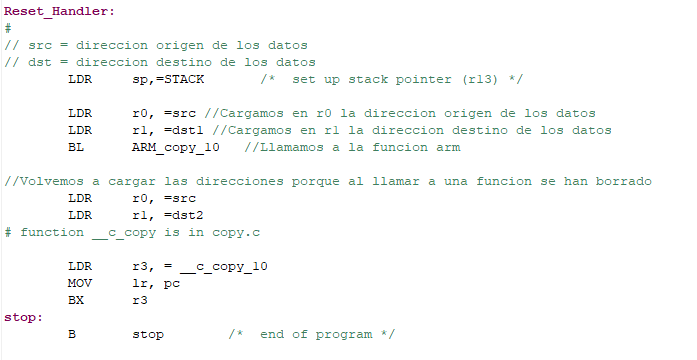 Reset_Handler:
#
// src = direccion origen de los datos
// dst = direccion destino de los datos
LDR sp,=STACK /* set up stack pointer (r13) */
LDR r0, =src //Cargamos en r0 la direccion origen de los datos
LDR r1, =dst1 //Cargamos en r1 la direccion destino de los datos
BL ARM_copy_10 //Llamamos a la funcion arm
//Volvemos a cargar las direcciones porque al llamar a una funcion se han borrado
LDR r0, =src
LDR r1, =dst2
# function __c_copy is in copy.c
LDR r3, = __c_copy_10
MOV lr, pc
BX r3
stop:
B stop /* end of program */